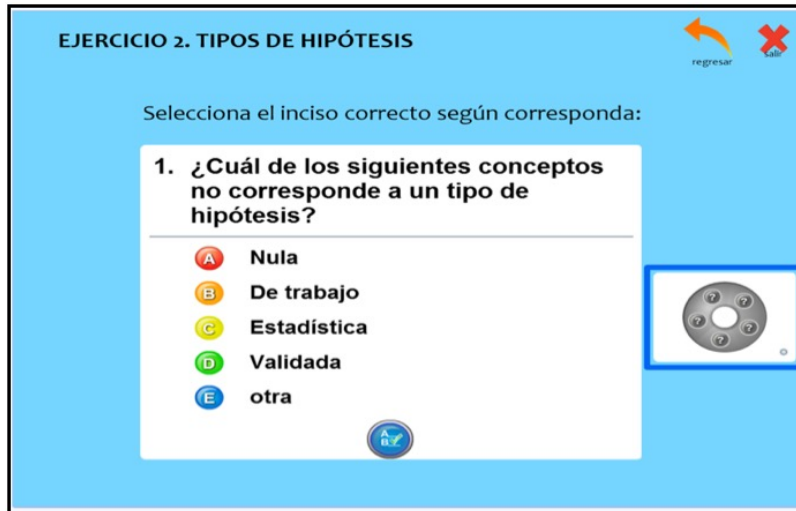 EJERCICIO 2. TIPOS DE HIPÓTESIS
regresar
salir
Selecciona el inciso correcto según corresponda:
1. ¿Cuál de los siguientes conceptos
no corresponde a un tipo de
hipótesis?
A Nula
B De trabajo
C Estadística
D Validada
E otra
A
B
? ? ? ? ?